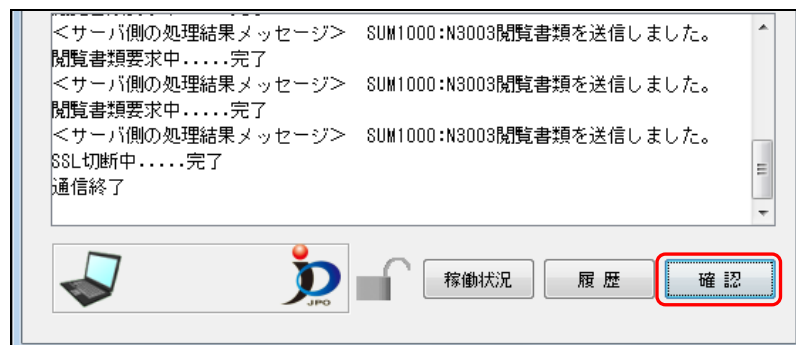 ＜サーバ側の処理結果メッセージ＞　SUM1000:N3003閲覧書類を送信しました。
閲覧書類要求中.....完了
＜サーバ側の処理結果メッセージ＞　SUM1000:N3003閲覧書類を送信しました。
閲覧書類要求中.....完了
＜サーバ側の処理結果メッセージ＞　SUM1000:N3003閲覧書類を送信しました。
SSL切断中.....完了
通信終了
JPO
稼働状況
履 歴
確 認